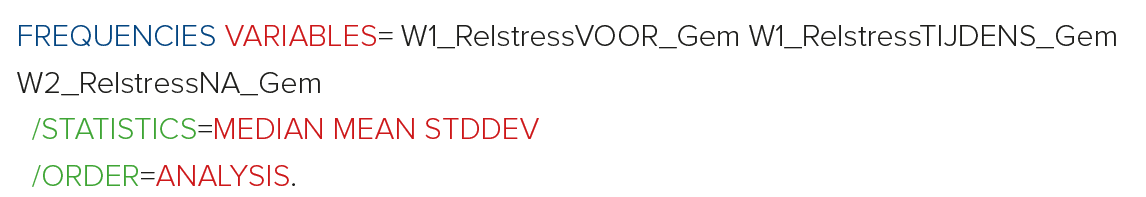 FREQUENCIES VARIABLES= W1_RelstressVOOR_Gem W1_RelstressTIJDENS_Gem
W2_RelstressNA_Gem
/STATISTICS=MEDIAN MEAN STDDEV
/ORDER=ANALYSIS.